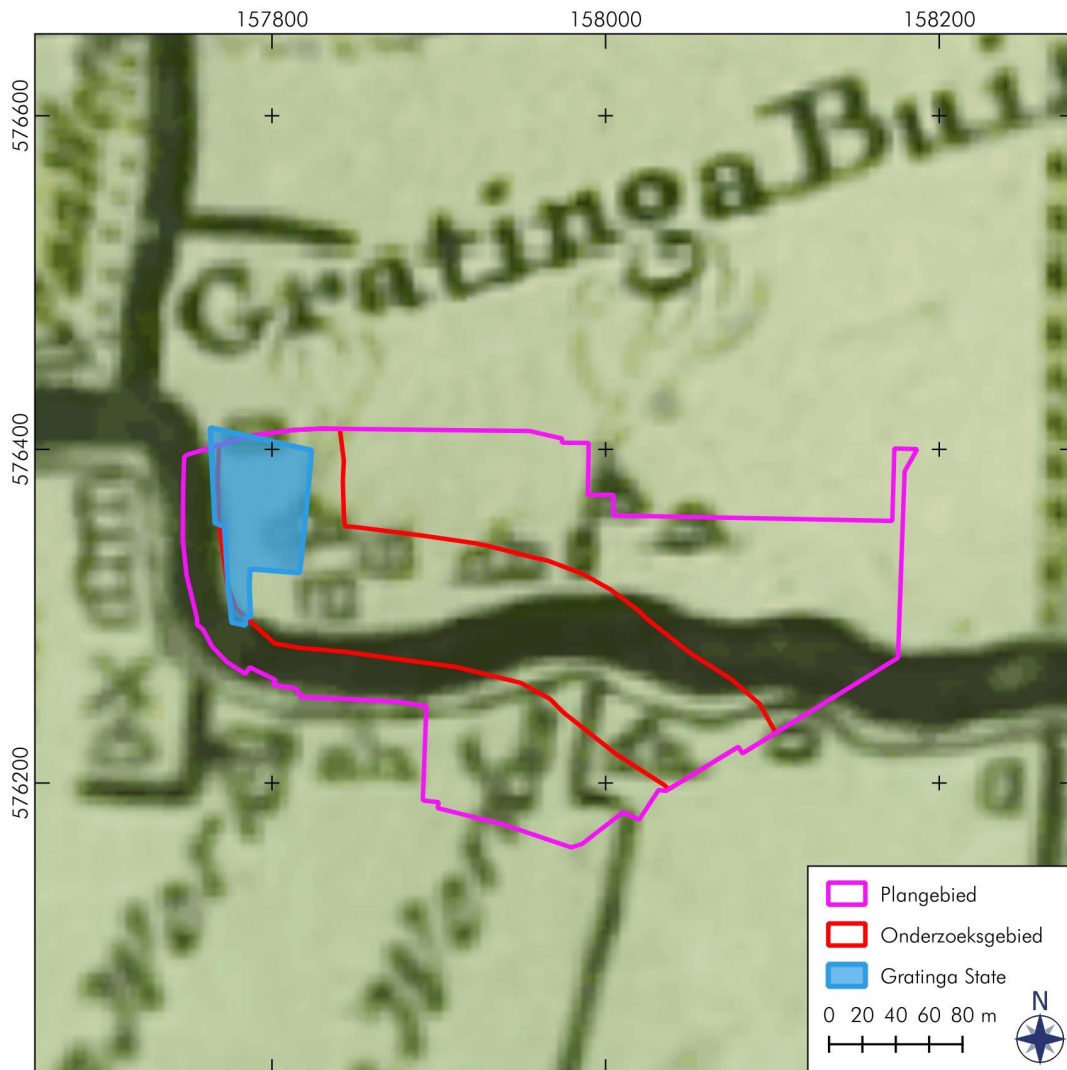 157800 158000 158200
576600
576400
576200
Gratinga Bui
Plangebied
Onderzoeksgebied
Gratinga State
0 20 40 60 80 m
N